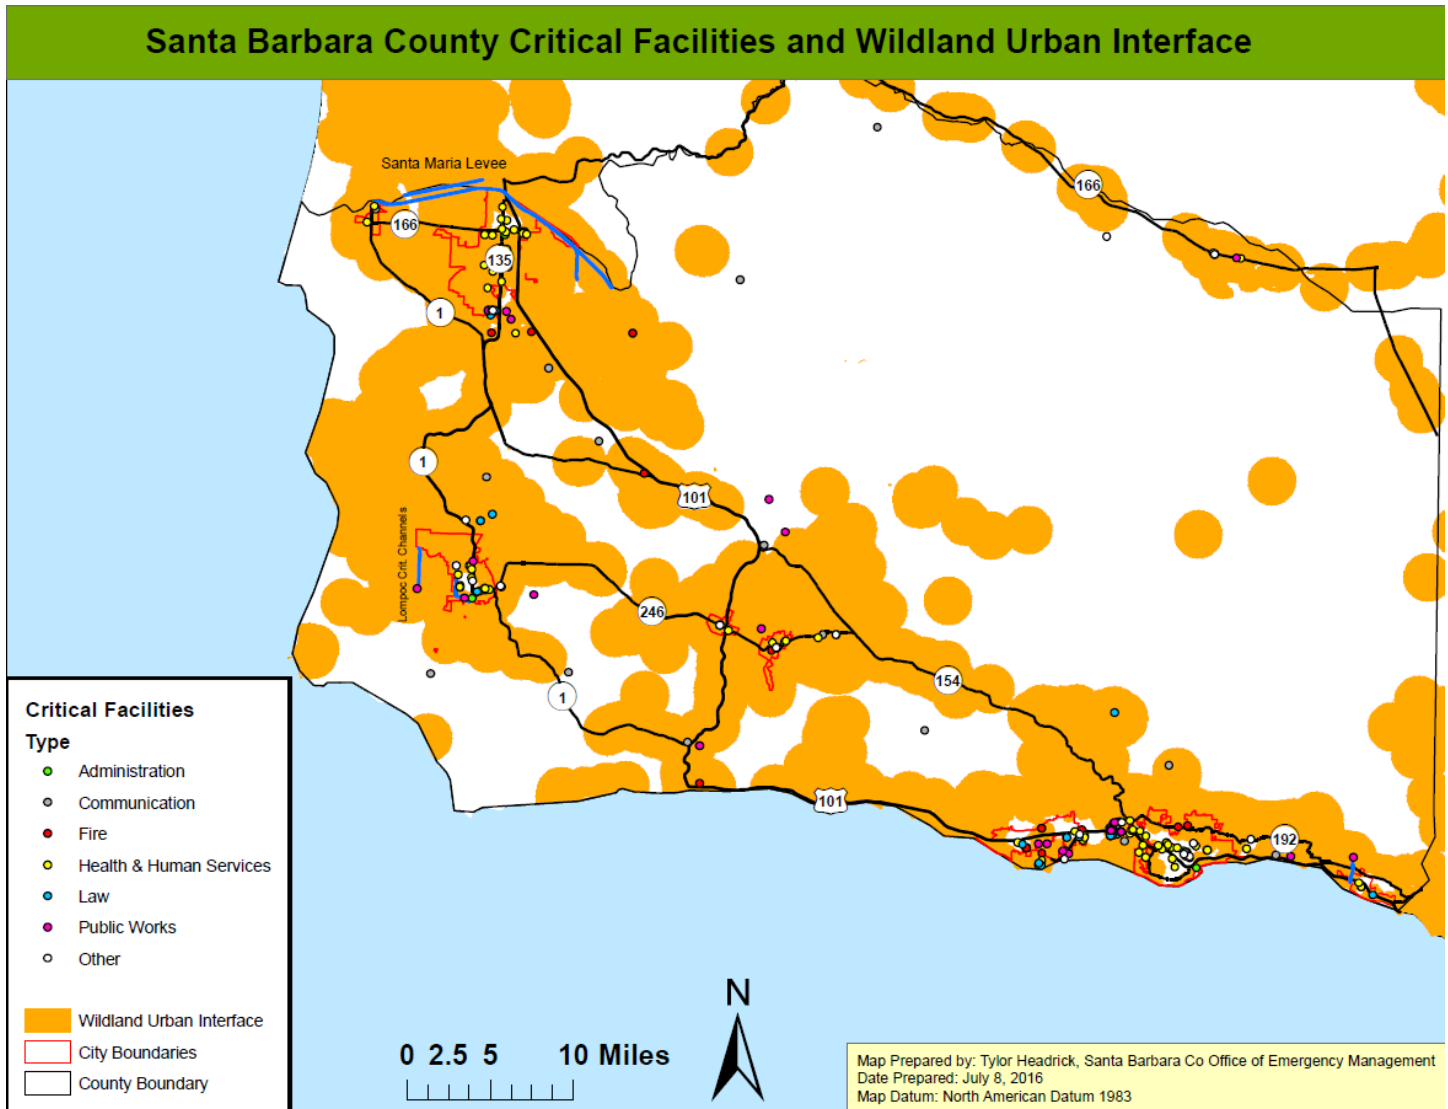 Santa Barbara County Critical Facilities and Wildland Urban Interface
Santa Maria Levee
166
166
135
1
1
101
Lompoc Crit. Channels
246
154
1
101
192
Critical Facilities
Type
Administration
Communication
Fire
Health & Human Services
Law
Public Works
Other
Wildland Urban Interface
City Boundaries
County Boundary
N
0 2.5 5 10 Miles
Map Prepared by: Tylor Headrick, Santa Barbara Co Office of Emergency Management
Date Prepared: July 8, 2016
Map Datum: North American Datum 1983